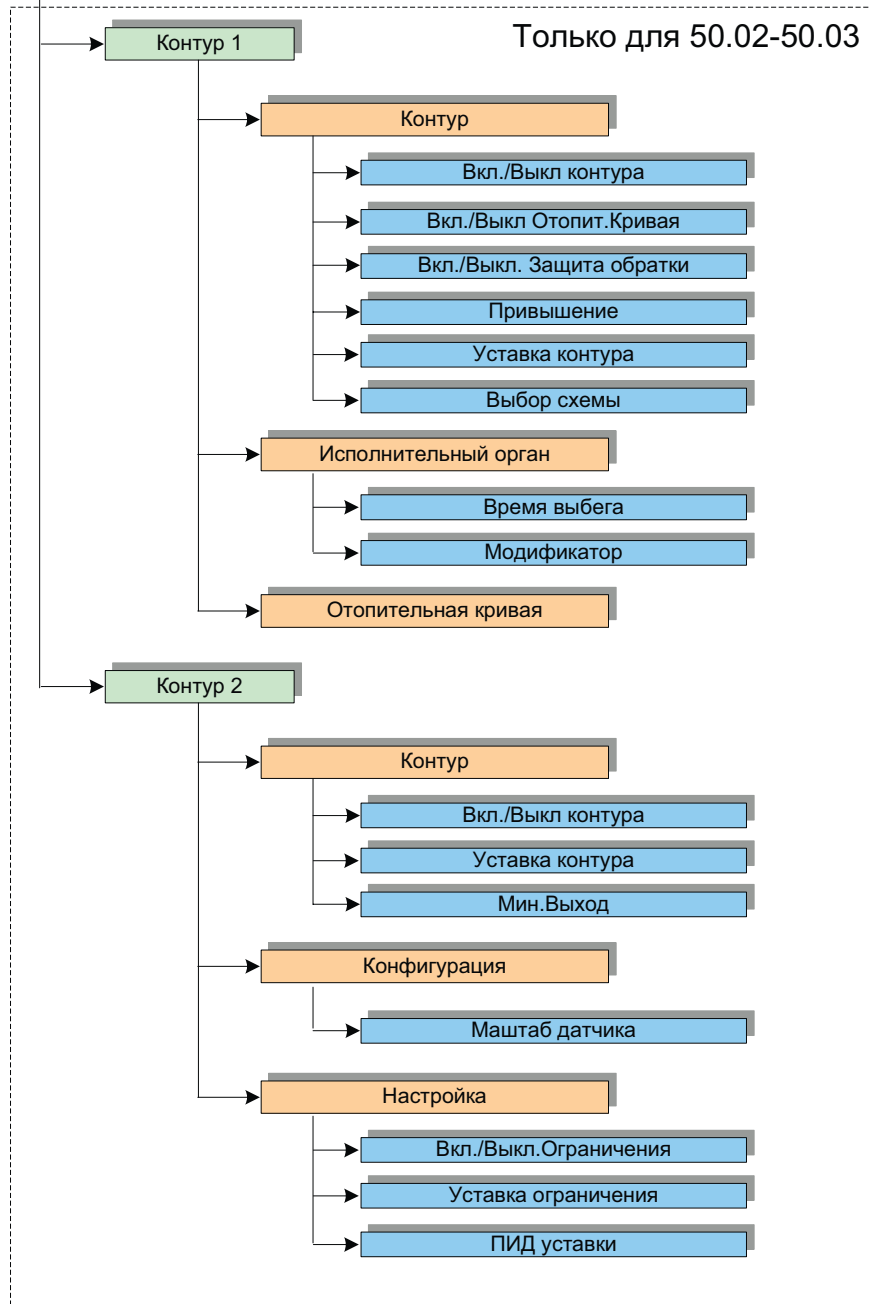 Только для 50.02-50.03
Контур 1
Контур
Вкл./Выкл контура
Вкл./Выкл Отопит.Кривая
Вкл./Выкл. Защита обратки
Привышение
Уставка контура
Выбор схемы
Исполнительный орган
Время выбега
Модификатор
Отопительная кривая
Контур 2
Контур
Вкл./Выкл контура
Уставка контура
Мин.Выход
Конфигурация
Маштаб датчика
Настройка
Вкл./Выкл.Ограничения
Уставка ограничения
ПИД уставки